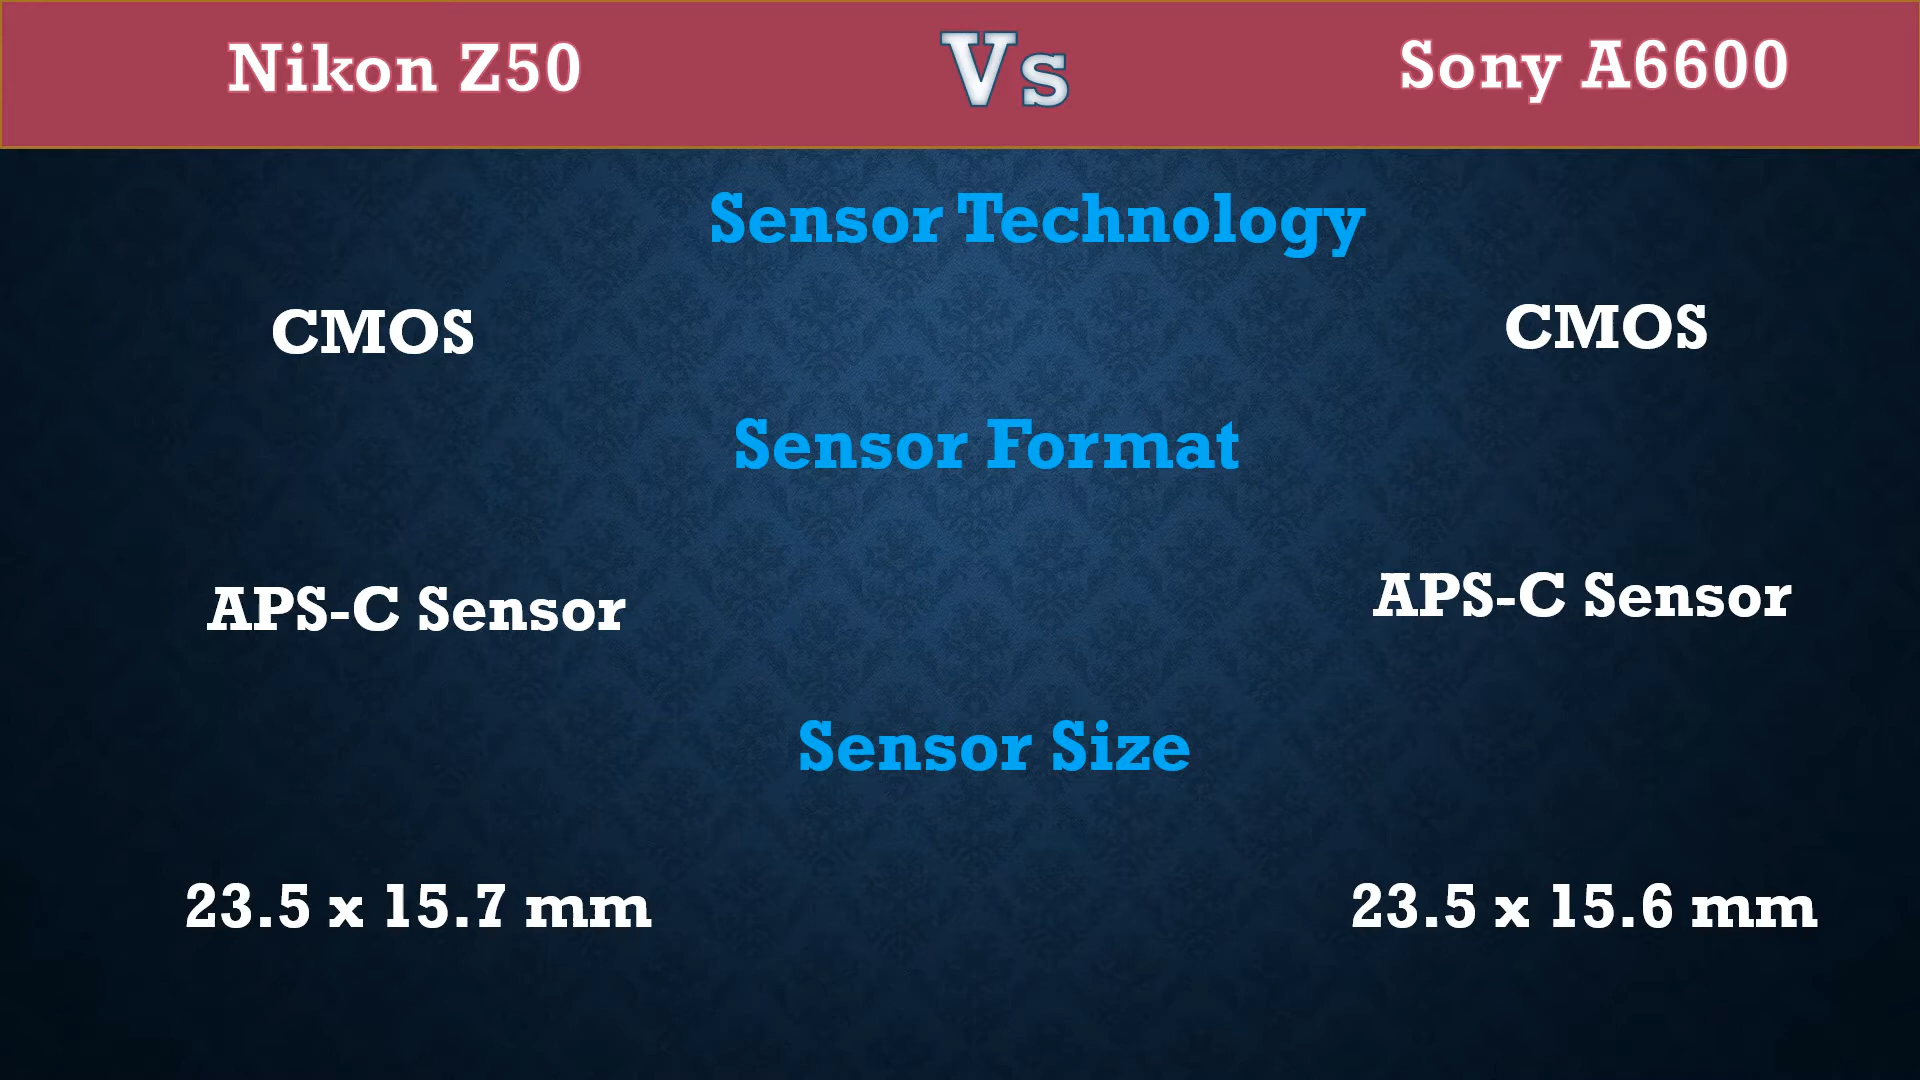 Nikon Z50 Vs Sony A6600
Sensor Technology
CMOS CMOS
Sensor Format
APS-C Sensor APS-C Sensor
Sensor Size
23.5 x 15.7 mm 23.5 x 15.6 mm